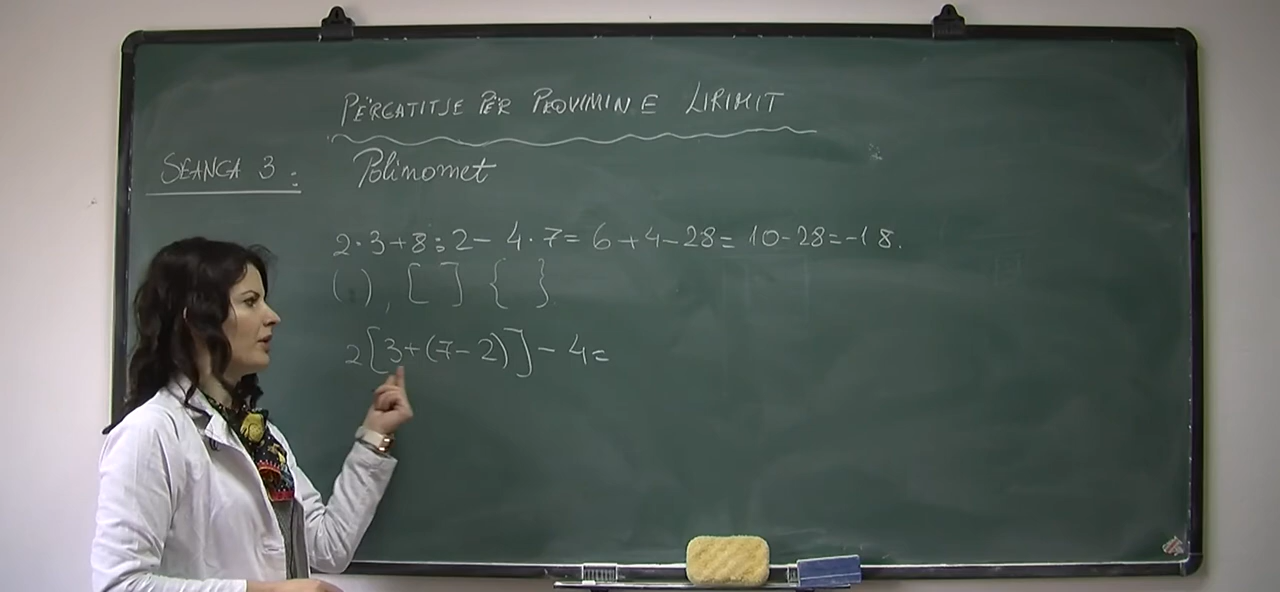 PËRGATITJE PËR PROVIMIN E LIRIMIT
SEANCA 3 :
Polinomet
2·3+8:2-4·7=6+4-28=10-28=-18.
( ), [ ] { }
2[3+(7-2)]-4=